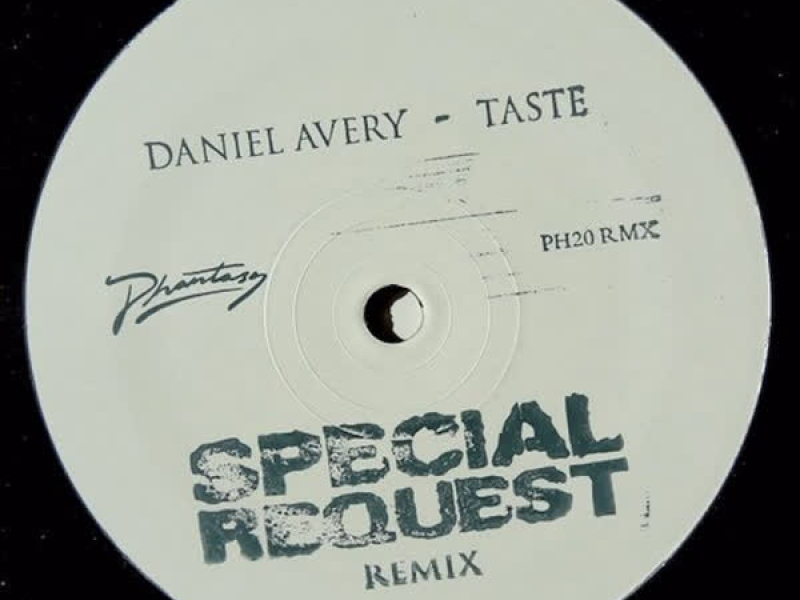 DANIEL AVERY - TASTE
PH20 RMX
Phantasy
SPECIAL
REQUEST
REMIX